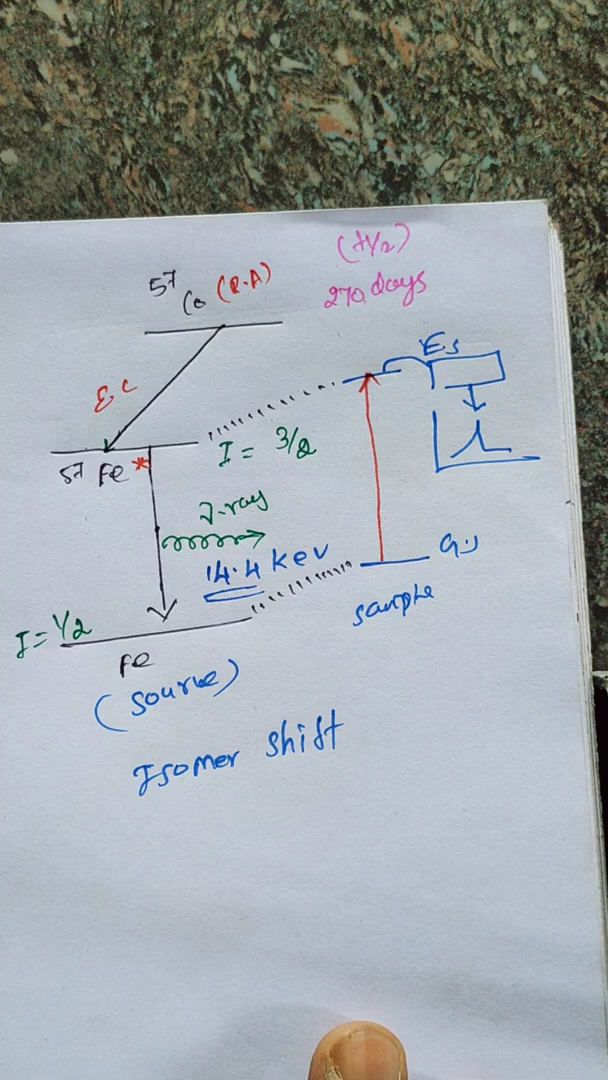 57 Co (R.A)
(t1/2)
270 days
E C
E.S
57 Fe *
I = 3/2
γ-ray
14.4 kev
G.S
sample
I = 1/2
Fe
(source)
Isomer shift